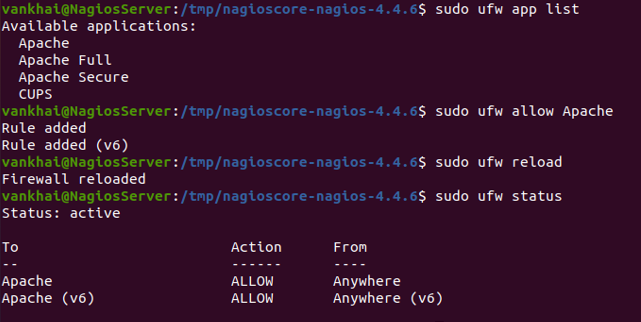 vankhai@NagiosServer:/tmp/nagioscore-nagios-4.4.6$ sudo ufw app list
Available applications:
  Apache
  Apache Full
  Apache Secure
  CUPS
vankhai@NagiosServer:/tmp/nagioscore-nagios-4.4.6$ sudo ufw allow Apache
Rule added
Rule added (v6)
vankhai@NagiosServer:/tmp/nagioscore-nagios-4.4.6$ sudo ufw reload
Firewall reloaded
vankhai@NagiosServer:/tmp/nagioscore-nagios-4.4.6$ sudo ufw status
Status: active

To                         Action      From
--                         ------      ----
Apache                     ALLOW       Anywhere
Apache (v6)                ALLOW       Anywhere (v6)